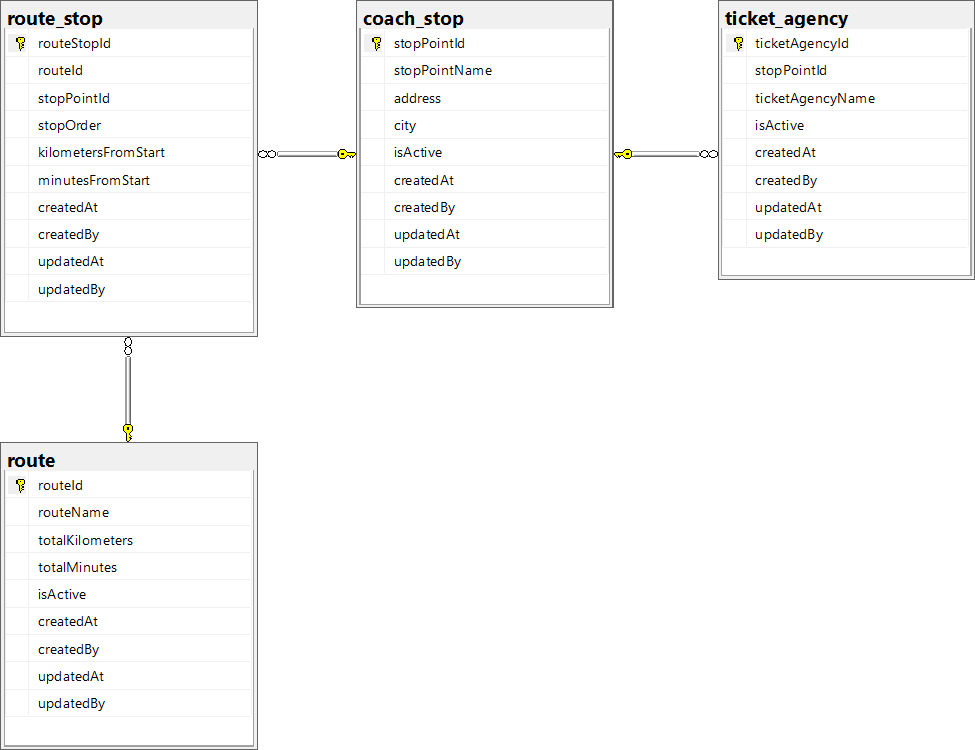 route_stop
routeStopId
routeId
stopPointId
stopOrder
kilometersFromStart
minutesFromStart
createdAt
createdBy
updatedAt
updatedBy
coach_stop
stopPointId
stopPointName
address
city
isActive
createdAt
createdBy
updatedAt
updatedBy
ticket_agency
ticketAgencyId
stopPointId
ticketAgencyName
isActive
createdAt
createdBy
updatedAt
updatedBy
route
routeId
routeName
totalKilometers
totalMinutes
isActive
createdAt
createdBy
updatedAt
updatedBy